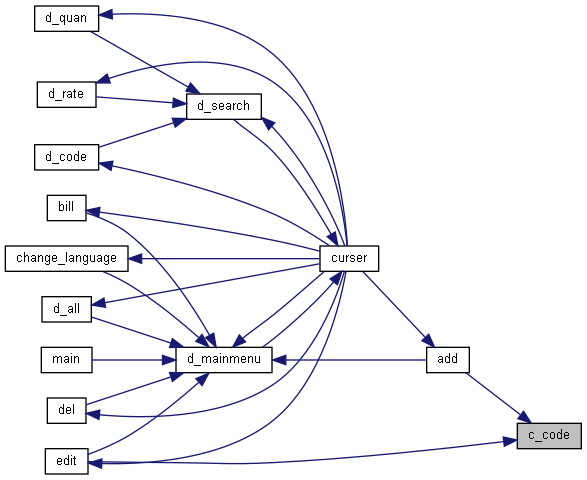 d_quan
d_rate
d_search
d_code
bill
change_language
curser
d_all
main
d_mainmenu
add
del
c_code
edit